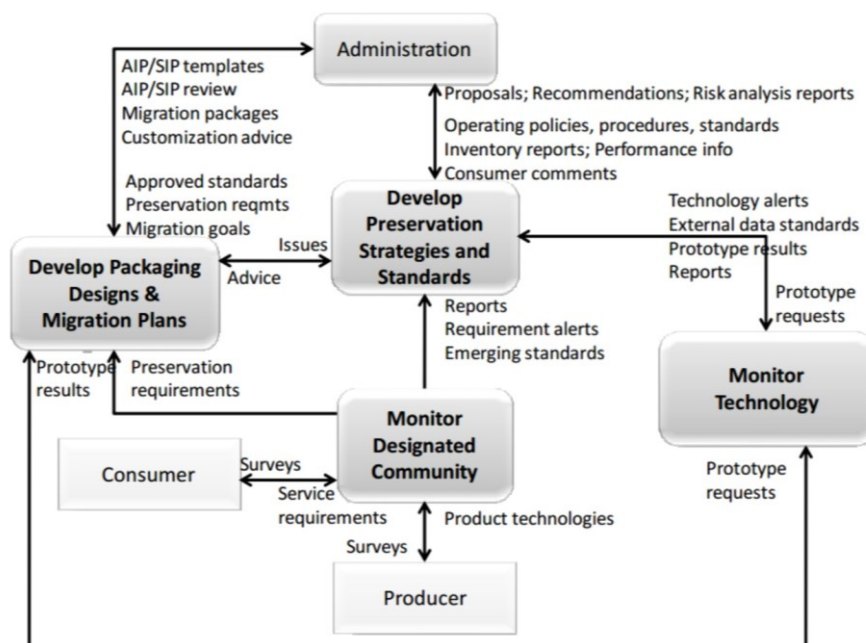 Administration
AIP/SIP templates
AIP/SIP review
Migration packages
Customization advice
Proposals; Recommendations; Risk analysis reports
Operating policies, procedures, standards
Inventory reports; Performance info
Consumer comments
Approved standards
Preservation reqmts
Migration goals
Develop
Preservation
Strategies and
Standards
Technology alerts
External data standards
Prototype results
Reports
Issues
Advice
Develop Packaging
Designs &
Migration Plans
Prototype
requests
Reports
Requirement alerts
Emerging standards
Prototype
results
Preservation
requirements
Monitor
Technology
Monitor
Designated
Community
Consumer
Surveys
Service
requirements
Prototype
requests
Product technologies
Surveys
Producer